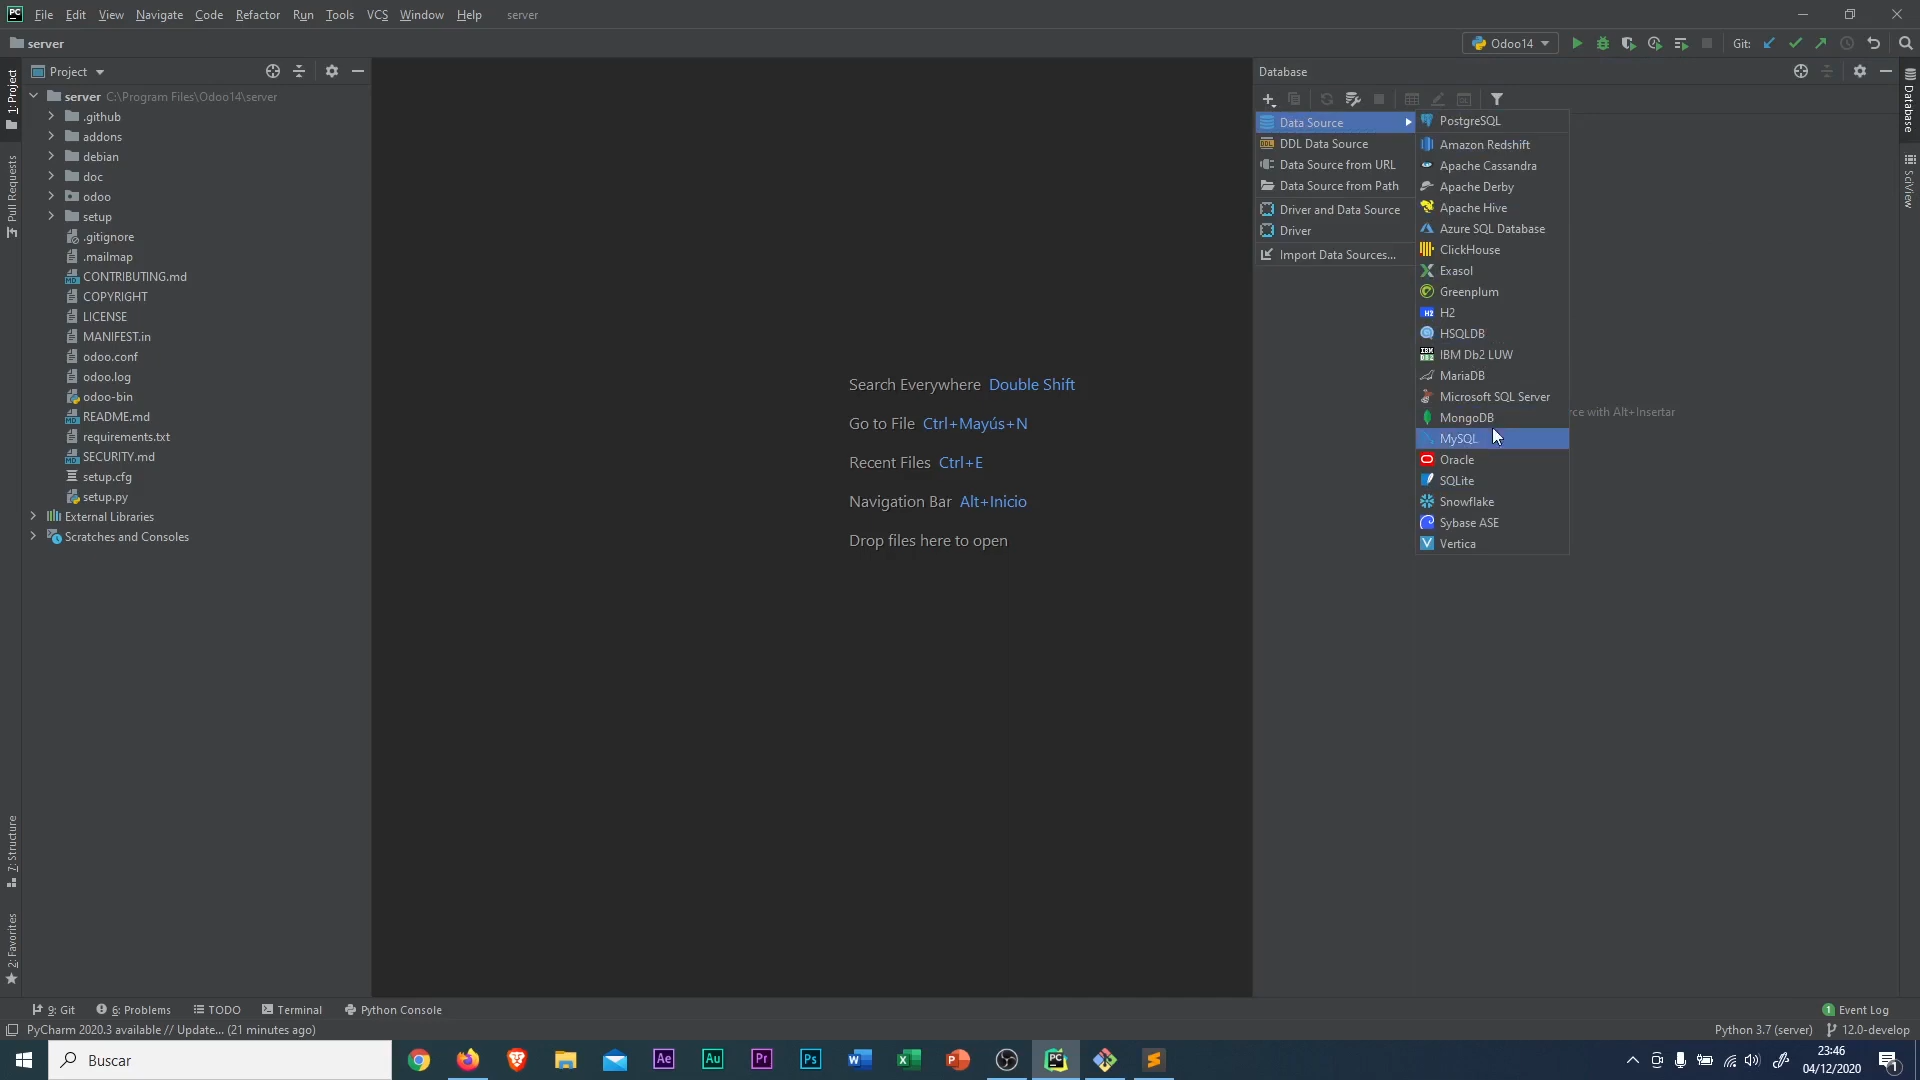 File Edit View Navigate Code Refactor Run Tools VCS Window Help server
server
Odoo14
Git:
1: Project
Pull Requests
7: Structure
2: Favorites
Project
server C:\Program Files\Odoo14\server
.github
addons
debian
doc
odoo
setup
.gitignore
.mailmap
CONTRIBUTING.md
COPYRIGHT
LICENSE
MANIFEST.in
odoo.conf
odoo.log
odoo-bin
README.md
requirements.txt
SECURITY.md
setup.cfg
setup.py
External Libraries
Scratches and Consoles
Search Everywhere Double Shift
Go to File Ctrl+Mayús+N
Recent Files Ctrl+E
Navigation Bar Alt+Inicio
Drop files here to open
Database
Data Source
DDL Data Source
Data Source from URL
Data Source from Path
Driver and Data Source
Driver
Import Data Sources...
PostgreSQL
Amazon Redshift
Apache Cassandra
Apache Derby
Apache Hive
Azure SQL Database
ClickHouse
Exasol
Greenplum
H2
HSQLDB
IBM Db2 LUW
MariaDB
Microsoft SQL Server
MongoDB
MySQL
Oracle
SQLite
Snowflake
Sybase ASE
Vertica
rce with Alt+Insertar
Database
SciView
9: Git 6: Problems TODO Terminal Python Console
1 Event Log
PyCharm 2020.3 available // Update... (21 minutes ago)
Python 3.7 (server) 12.0-develop
Buscar
23:46
04/12/2020
1